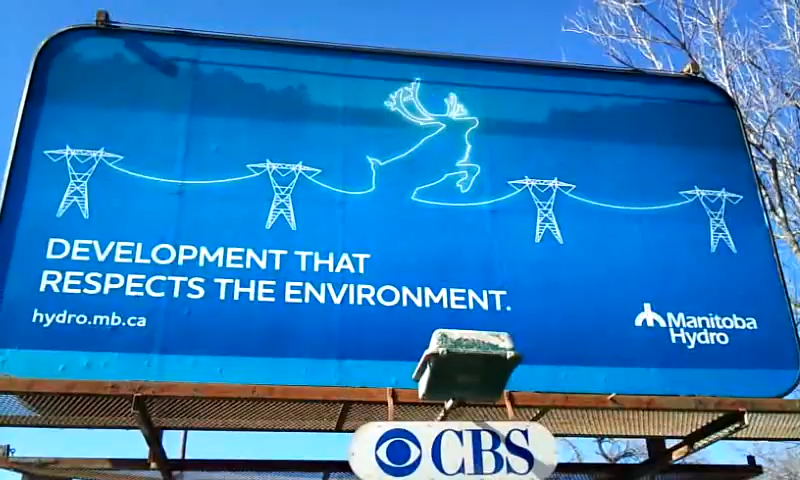 DEVELOPMENT THAT
RESPECTS THE ENVIRONMENT.
hydro.mb.ca
Manitoba
Hydro
CBS